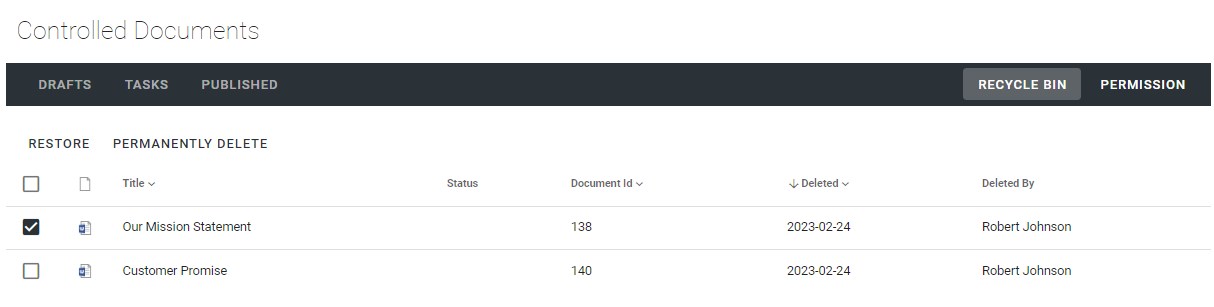 Controlled Documents
DRAFTS TASKS PUBLISHED RECYCLE BIN PERMISSION
RESTORE PERMANENTLY DELETE
Title Status Document Id Deleted Deleted By
Our Mission Statement 138 2023-02-24 Robert Johnson
Customer Promise 140 2023-02-24 Robert Johnson